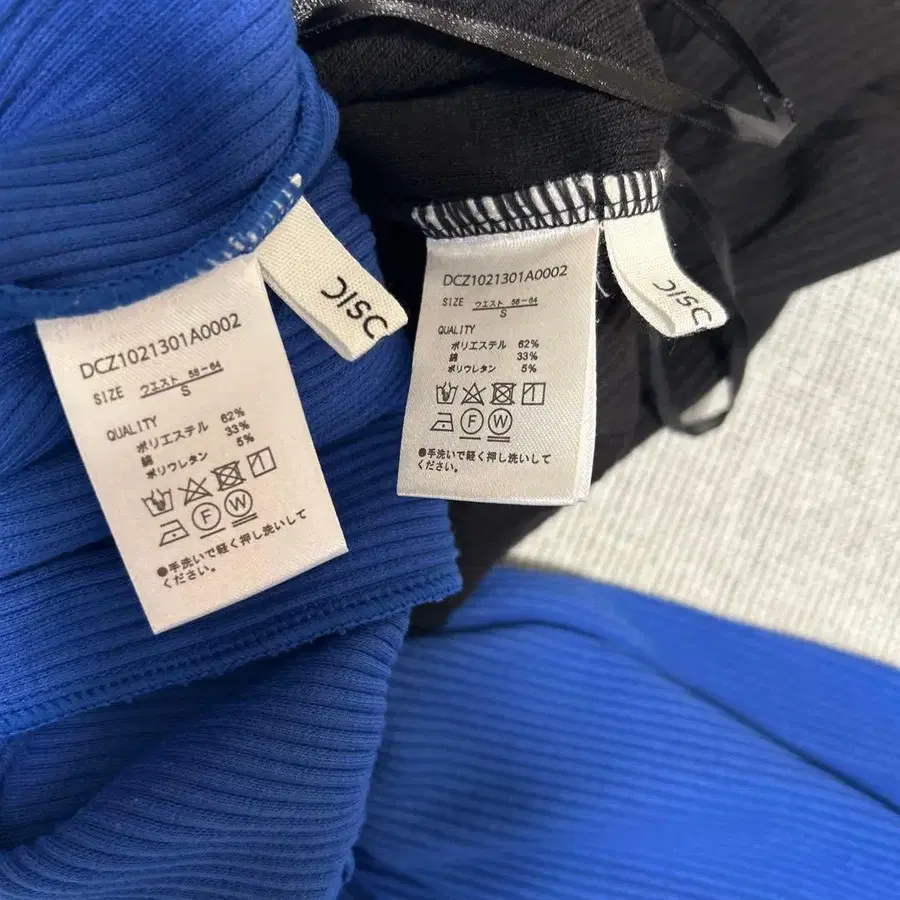 DISC
DCZ1021301A0002
SIZE ウエスト 58-64
S
QUALITY
ポリエステル 62%
綿 33%
ポリウレタン 5%
F W
●手洗いで軽く押し洗いして
ください。
DISC
DCZ1021301A0002
SIZE ウエスト 58-64
S
QUALITY
ポリエステル 62%
綿 33%
ポリウレタン 5%
F W
●手洗いで軽く押し洗いして
ください。